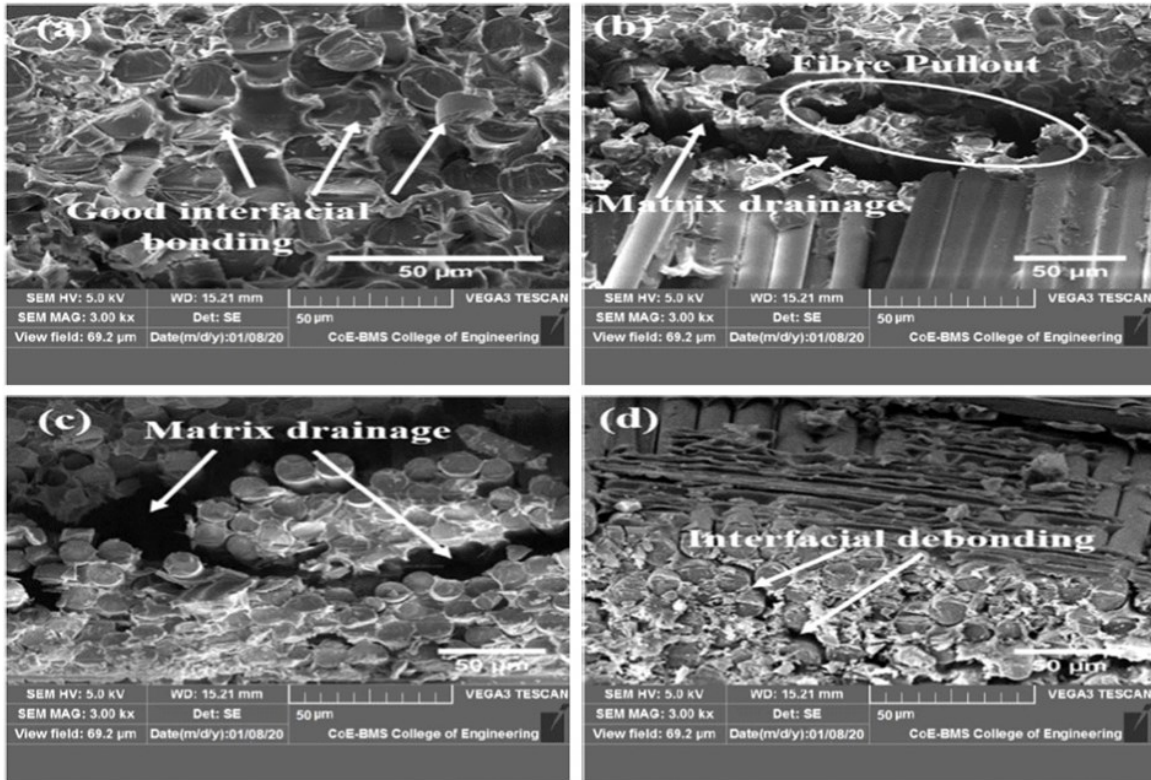 (a)
Good interfacial
bonding
50 µm
SEM HV: 5.0 kV WD: 15.21 mm VEGA3 TESCAN
SEM MAG: 3.00 kx Det: SE 50 µm
View field: 69.2 µm Date(m/d/y):01/08/20 CoE-BMS College of Engineering
(b)
Fibre Pullout
Matrix drainage
50 µm
SEM HV: 5.0 kV WD: 15.21 mm VEGA3 TESCAN
SEM MAG: 3.00 kx Det: SE 50 µm
View field: 69.2 µm Date(m/d/y):01/08/20 CoE-BMS College of Engineering
(c)
Matrix drainage
50 µm
SEM HV: 5.0 kV WD: 15.21 mm VEGA3 TESCAN
SEM MAG: 3.00 kx Det: SE 50 µm
View field: 69.2 µm Date(m/d/y):01/08/20 CoE-BMS College of Engineering
(d)
Interfacial debonding
50 µm
SEM HV: 5.0 kV WD: 15.21 mm VEGA3 TESCAN
SEM MAG: 3.00 kx Det: SE 50 µm
View field: 69.2 µm Date(m/d/y):01/08/20 CoE-BMS College of Engineering